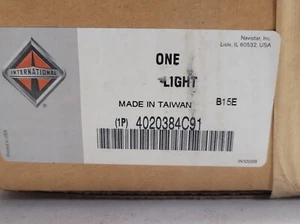 Navistar, Inc.
Lisle, IL 60532, USA
ONE
-LIGHT
INTERNATIONAL
MADE IN TAIWAN B15E
(1P) 4020384C91